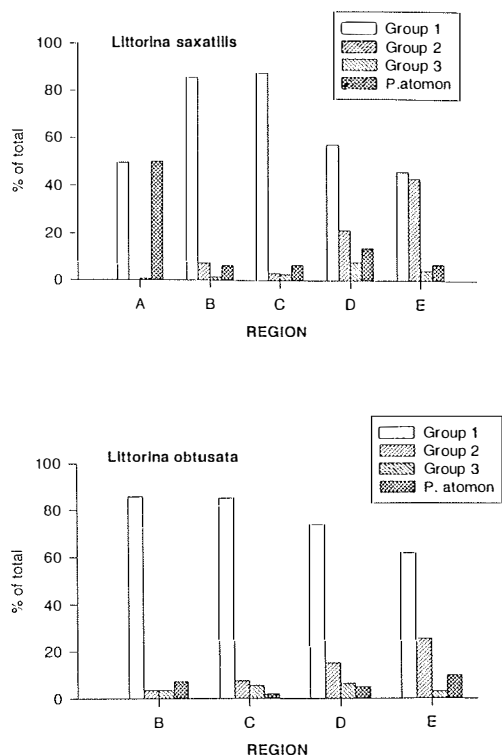 Littorina saxatilis
Group 1
Group 2
Group 3
P.atomon
100
80
60
40
20
0
% of total
A B C D E
REGION
Littorina obtusata
Group 1
Group 2
Group 3
P. atomon
100
80
60
40
20
0
% of total
B C D E
REGION